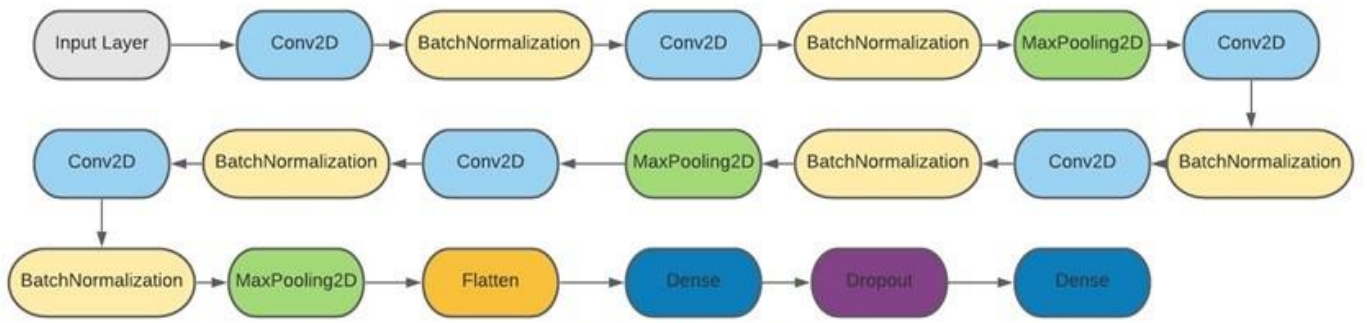 Input Layer
Conv2D
BatchNormalization
Conv2D
BatchNormalization
MaxPooling2D
Conv2D
BatchNormalization
Conv2D
BatchNormalization
MaxPooling2D
Conv2D
BatchNormalization
Conv2D
BatchNormalization
MaxPooling2D
Flatten
Dense
Dropout
Dense